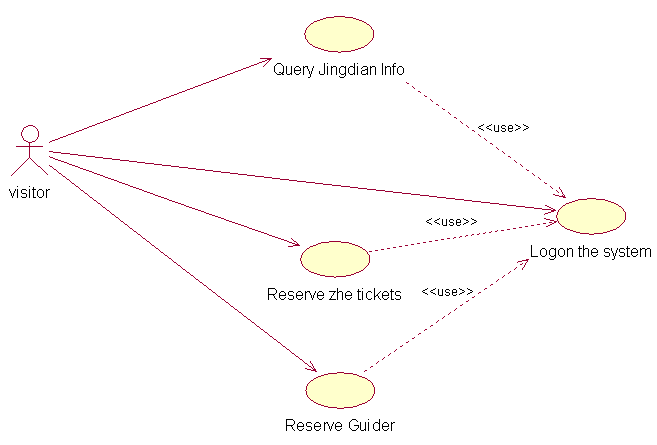 Query Jingdian Info
<<use>>
visitor
<<use>>
Logon the system
Reserve zhe tickets
<<use>>
Reserve Guider